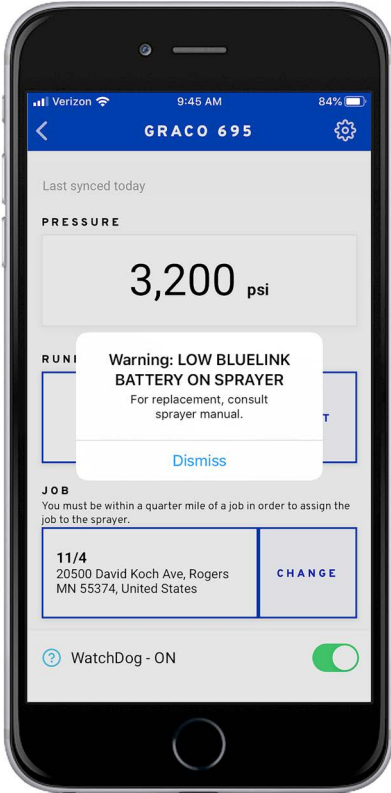 Verizon 9:45 AM 84%
GRACO 695
Last synced today
PRESSURE
3,200 psi
Warning: LOW BLUELINK
BATTERY ON SPRAYER
For replacement, consult
sprayer manual.
Dismiss
JOB
You must be within a quarter mile of a job in order to assign the
job to the sprayer.
11/4
20500 David Koch Ave, Rogers
MN 55374, United States
CHANGE
? WatchDog - ON